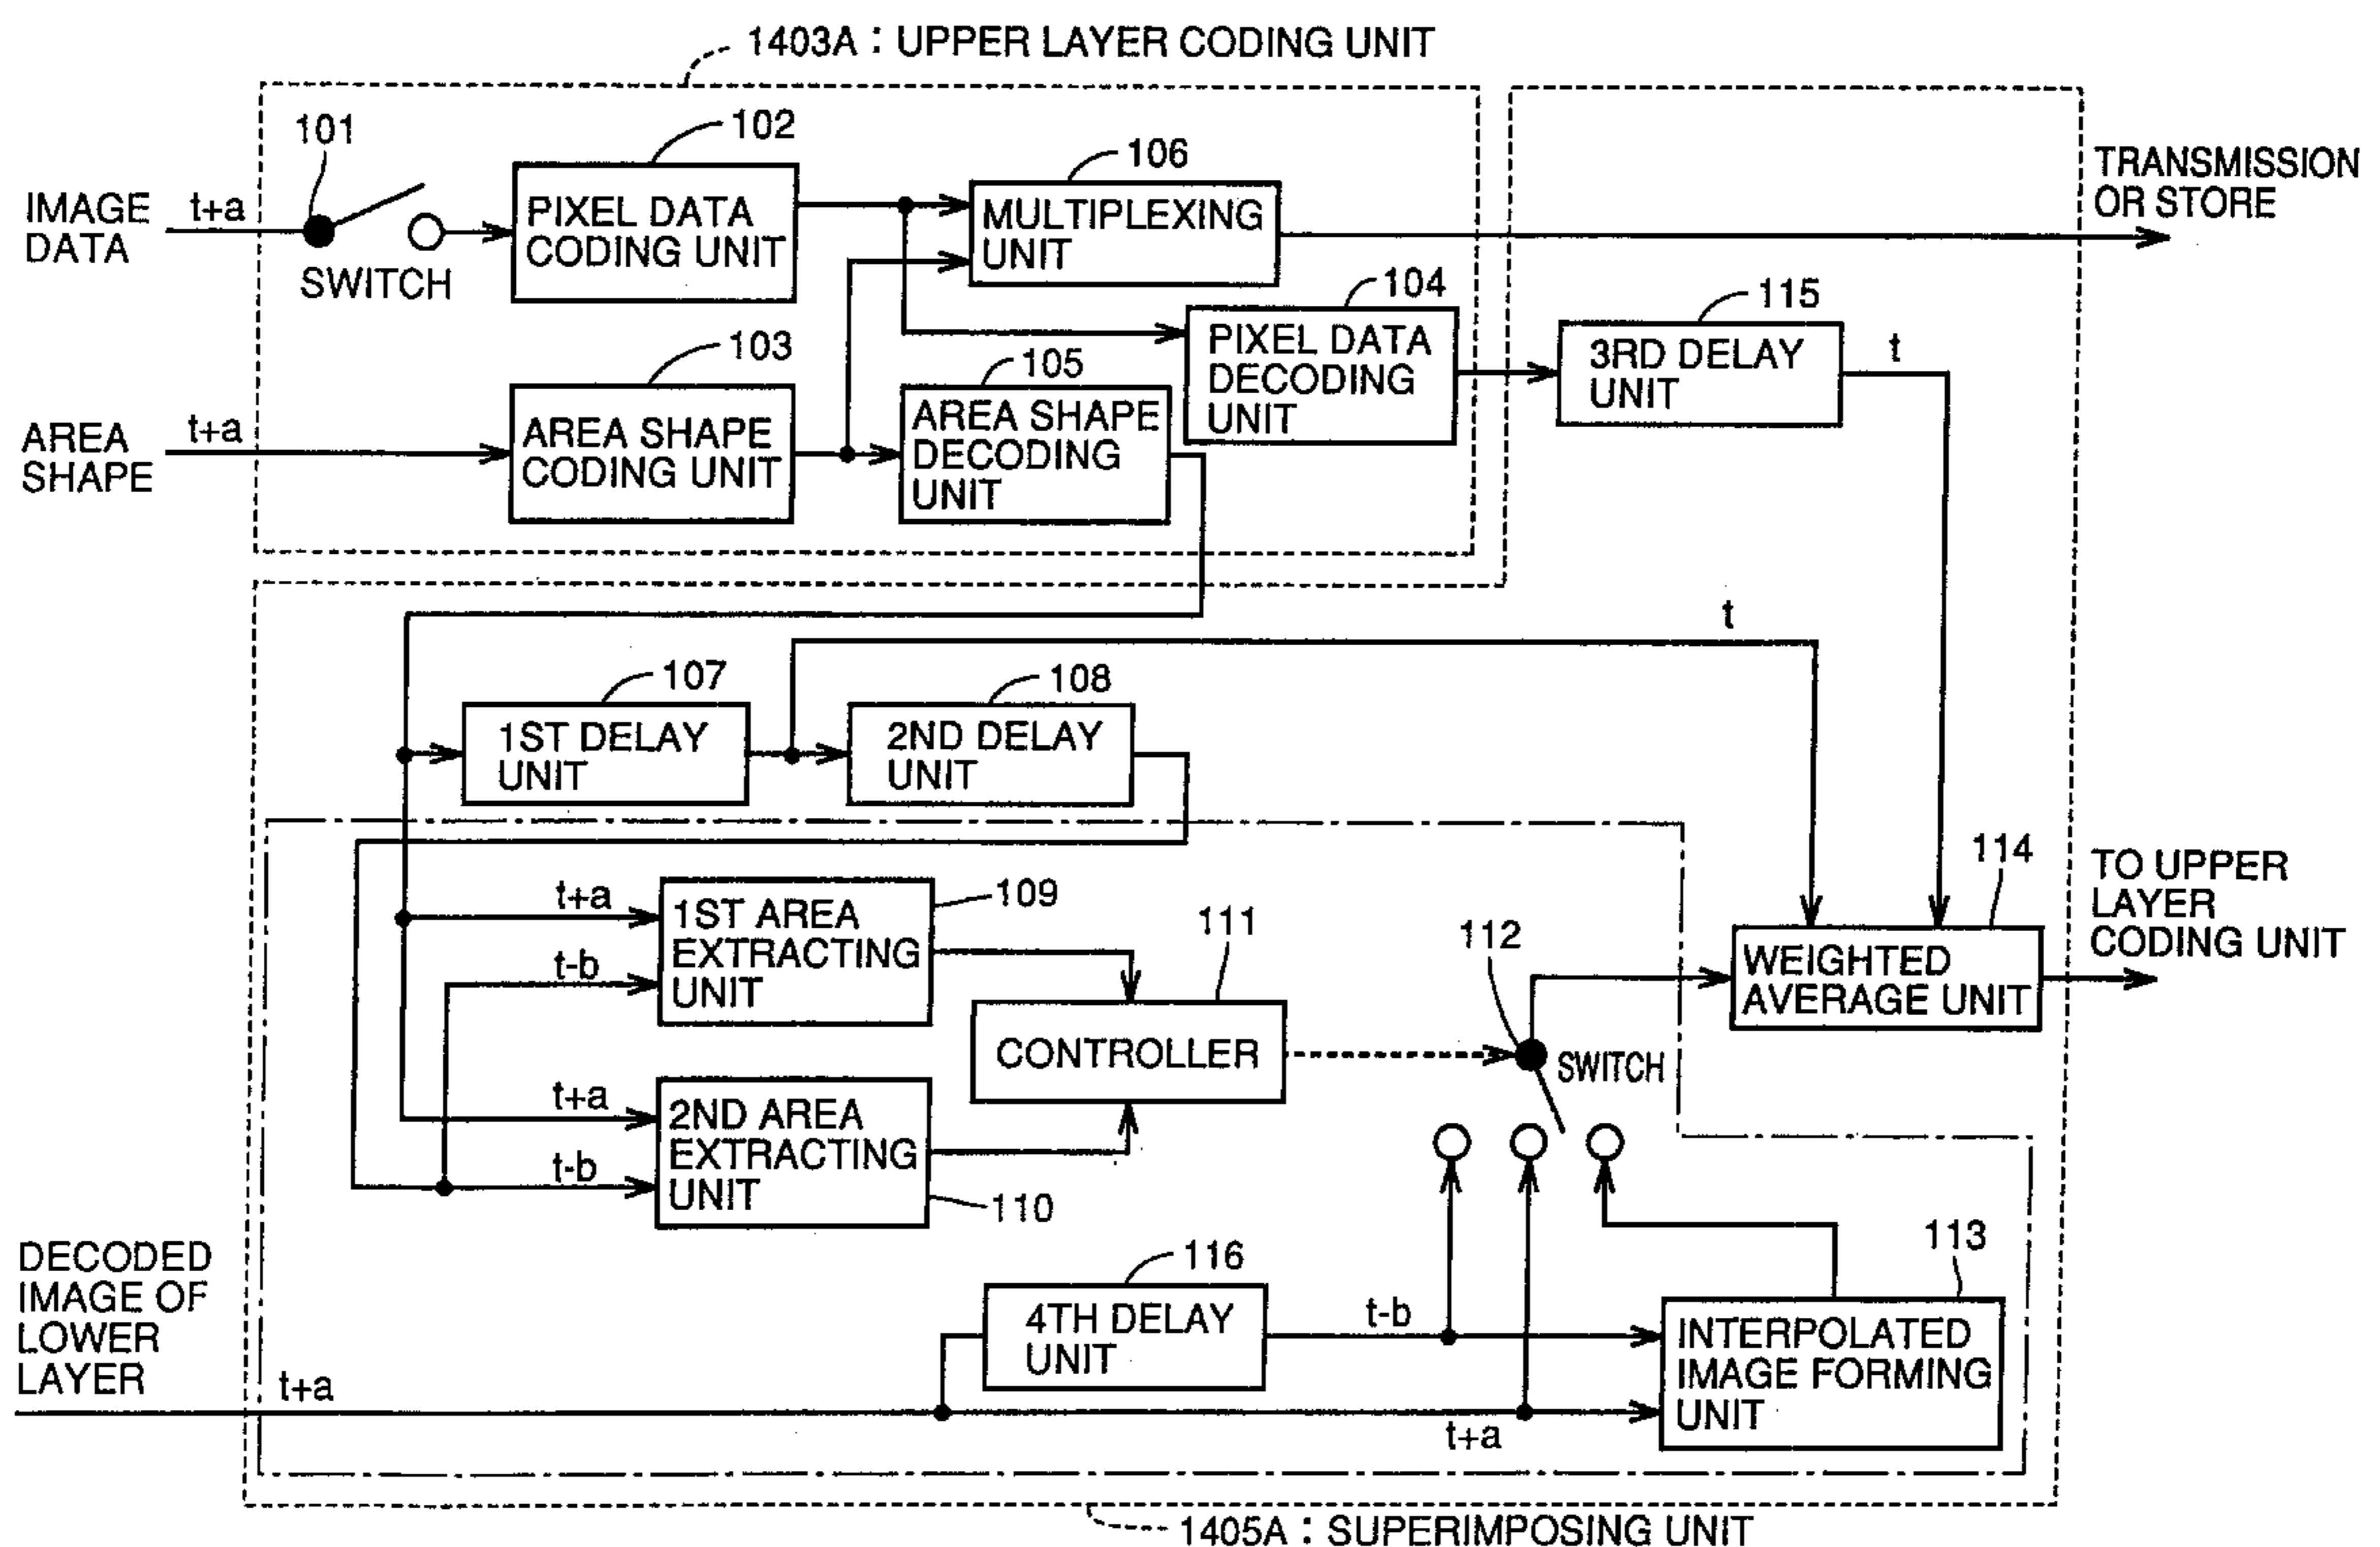 1403A : UPPER LAYER CODING UNIT
101
102
106
TRANSMISSION
OR STORE
IMAGE
DATA
t+a
SWITCH
PIXEL DATA
CODING UNIT
MULTIPLEXING
UNIT
104
115
103
105
PIXEL DATA
DECODING
UNIT
3RD DELAY
UNIT
t
AREA
SHAPE
t+a
AREA SHAPE
CODING UNIT
AREA SHAPE
DECODING
UNIT
t
107
108
1ST DELAY
UNIT
2ND DELAY
UNIT
114
TO UPPER
LAYER
CODING UNIT
t+a
t-b
1ST AREA
EXTRACTING
UNIT
109
111
112
WEIGHTED
AVERAGE UNIT
CONTROLLER
SWITCH
t+a
t-b
2ND AREA
EXTRACTING
UNIT
110
DECODED
IMAGE OF
LOWER
LAYER
t+a
116
4TH DELAY
UNIT
t-b
t+a
113
INTERPOLATED
IMAGE FORMING
UNIT
1405A : SUPERIMPOSING UNIT